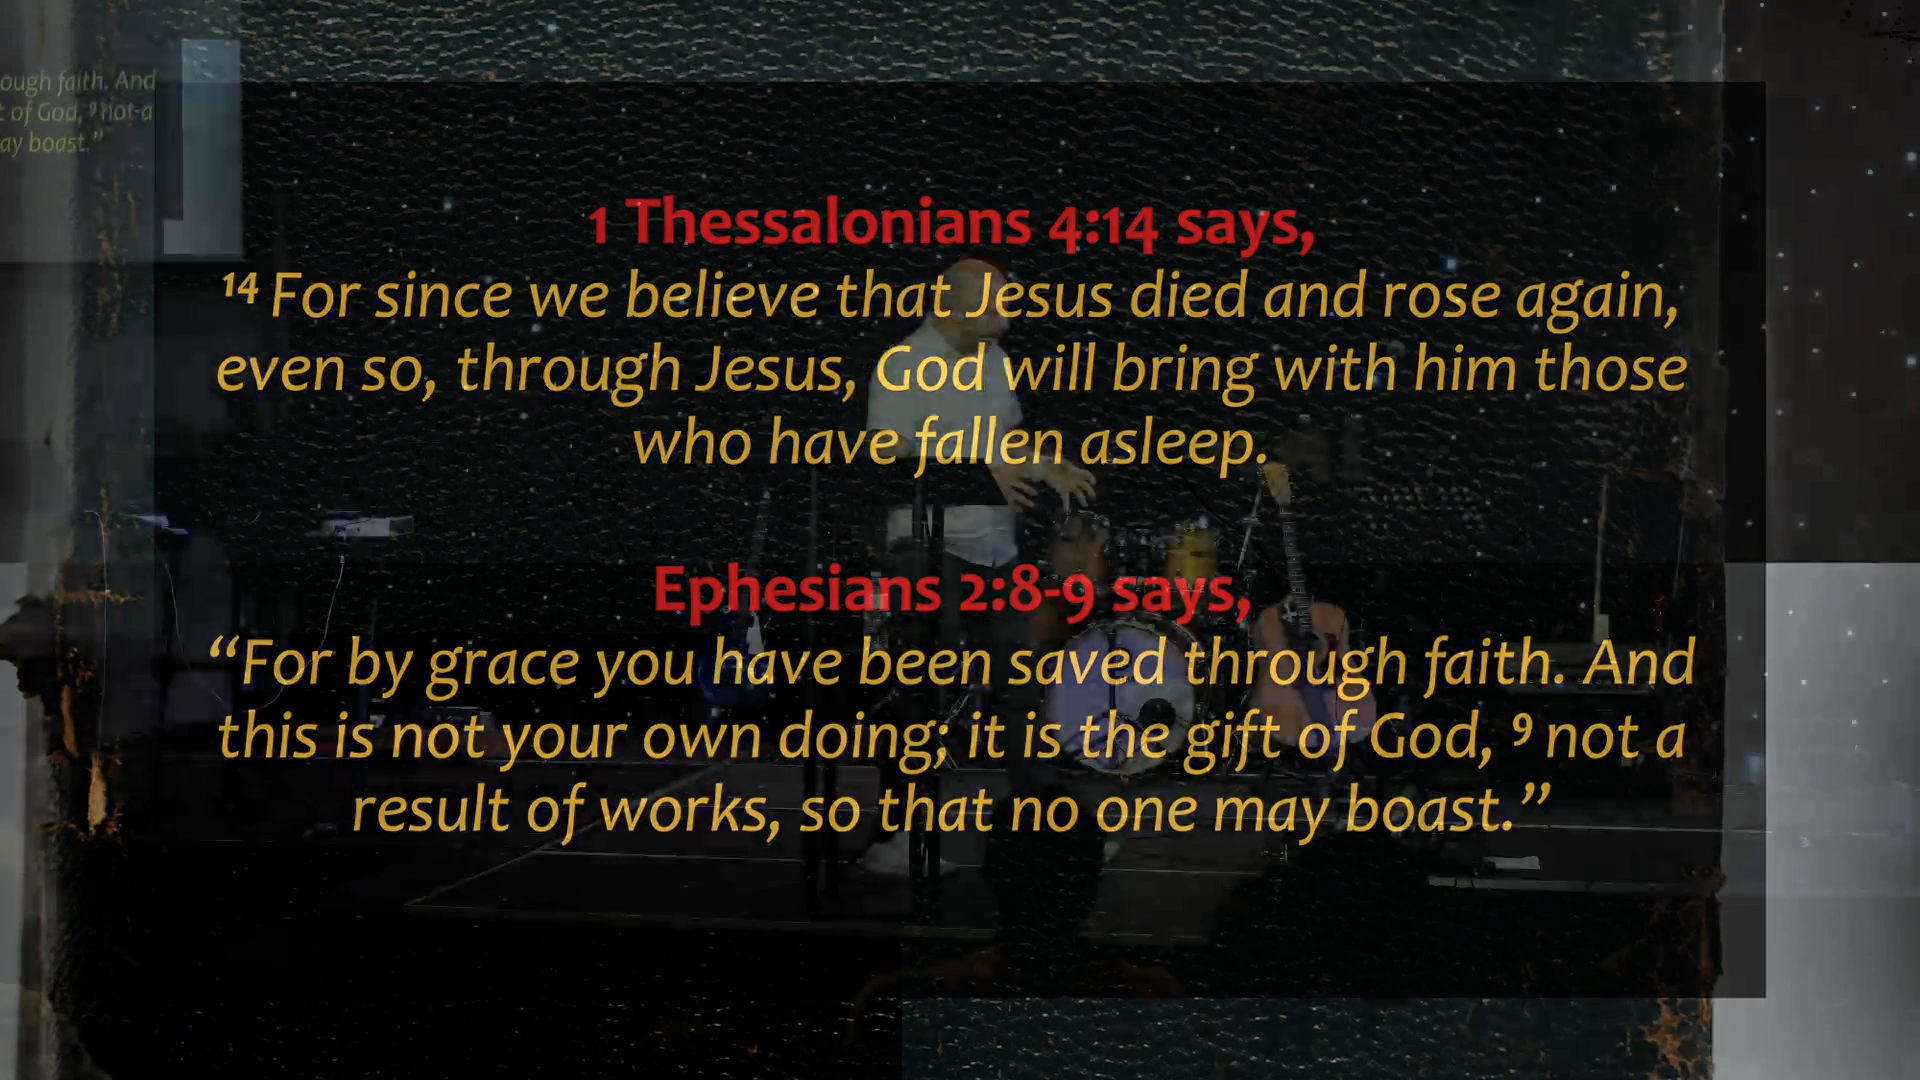 ough faith. And
of God, ⁹ not a
ay boast.”
1 Thessalonians 4:14 says,
¹⁴ For since we believe that Jesus died and rose again,
even so, through Jesus, God will bring with him those
who have fallen asleep.
Ephesians 2:8-9 says,
“For by grace you have been saved through faith. And
this is not your own doing; it is the gift of God, ⁹ not a
result of works, so that no one may boast.”